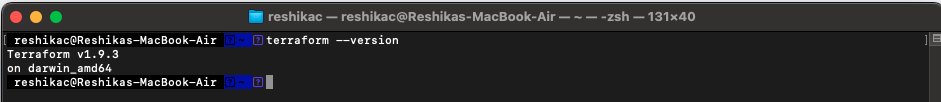 reshikac — reshikac@Reshikas-MacBook-Air — ~ — -zsh — 131×40
[ reshikac@Reshikas-MacBook-Air ? ~ ? terraform --version ]
Terraform v1.9.3
on darwin_amd64
reshikac@Reshikas-MacBook-Air ? ~ ?